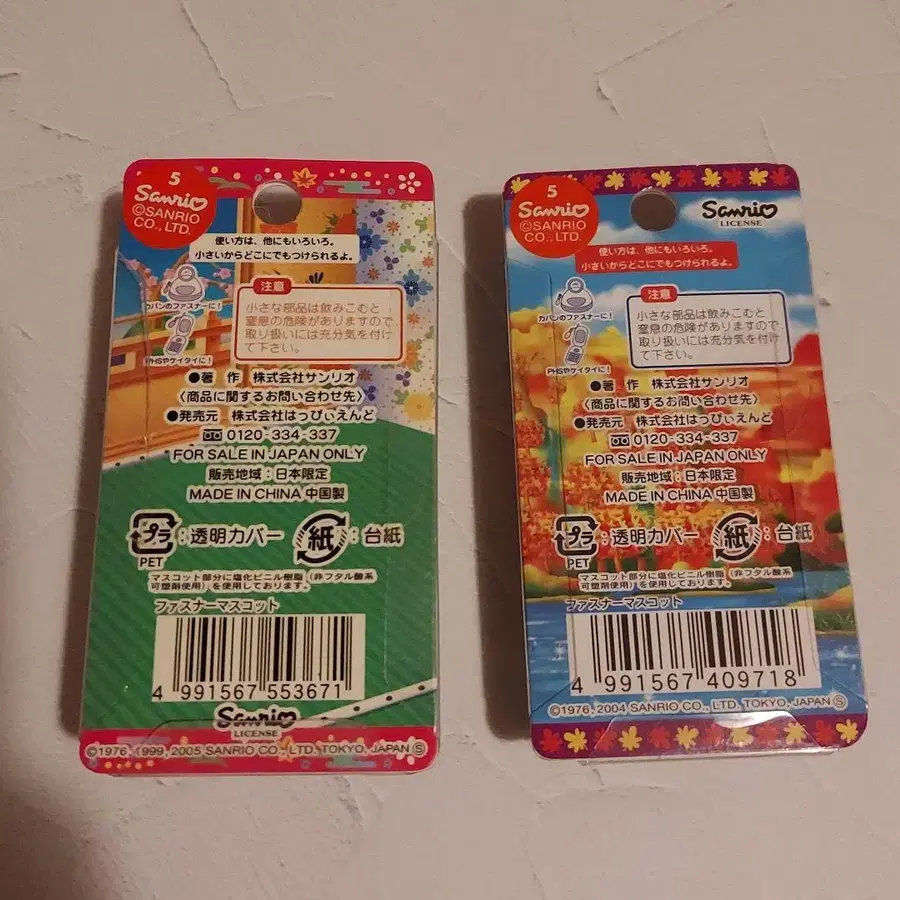 5
Sanrio
©SANRIO
CO., LTD.
使い方は、他にもいろいろ。
小さいからどこにでもつけられるよ。
カバンのファスナーに!
PHSやケイタイに!
注意
小さな部品は飲みこむと
窒息の危険がありますので、
取り扱いには充分気を付け
て下さい。
●著 作 株式会社サンリオ
〈商品に関するお問い合わせ先〉
●発売元 株式会社はっぴぃえんど
0120-334-337
FOR SALE IN JAPAN ONLY
販売地域:日本限定
MADE IN CHINA 中国製
プラ:透明カバー 紙:台紙
PET
マスコット部分に塩化ビニル樹脂(非フタル酸系
可塑剤使用)を使用しております。
ファスナーマスコット
4 991567 553671
Sanrio
LICENSE
©1976, 1999, 2005 SANRIO CO., LTD. TOKYO, JAPAN Ⓢ
5
Sanrio
©SANRIO
CO., LTD.
Sanrio
LICENSE
使い方は、他にもいろいろ。
小さいからどこにでもつけられるよ。
カバンのファスナーに!
PHSやケイタイに!
注意
小さな部品は飲みこむと
窒息の危険がありますので、
取り扱いには充分気を付け
て下さい。
●著 作 株式会社サンリオ
〈商品に関するお問い合わせ先〉
●発売元 株式会社はっぴぃえんど
0120-334-337
FOR SALE IN JAPAN ONLY
販売地域:日本限定
MADE IN CHINA 中国製
プラ:透明カバー 紙:台紙
PET
マスコット部分に塩化ビニル樹脂(非フタル酸系
可塑剤使用)を使用しております。
ファスナーマスコット
4 991567 409718
©1976, 2004 SANRIO CO., LTD. TOKYO, JAPAN Ⓢ